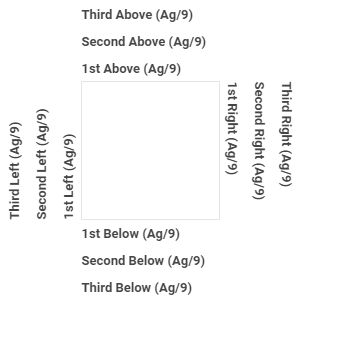 Third Above (Ag/9)
Second Above (Ag/9)
1st Above (Ag/9)
Third Left (Ag/9)
Second Left (Ag/9)
1st Left (Ag/9)
1st Right (Ag/9)
Second Right (Ag/9)
Third Right (Ag/9)
1st Below (Ag/9)
Second Below (Ag/9)
Third Below (Ag/9)